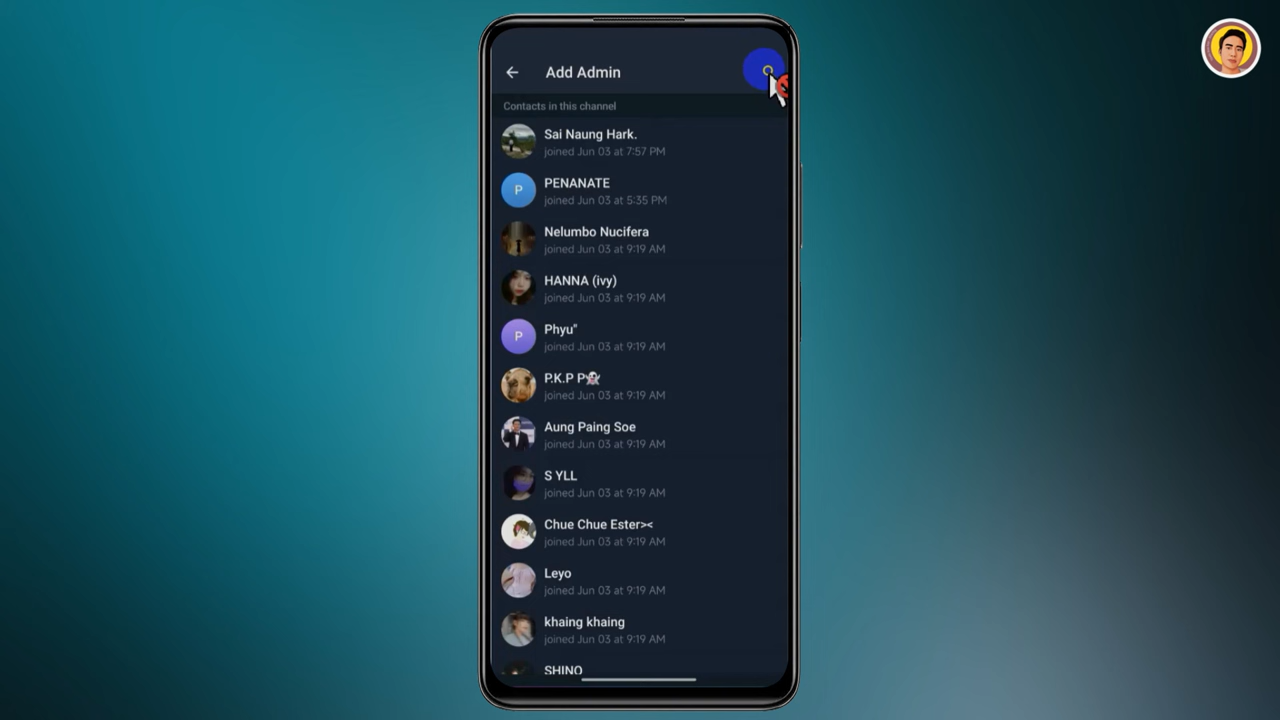 Add Admin
Contacts in this channel
Sai Naung Hark.
joined Jun 03 at 7:57 PM
P
PENANATE
joined Jun 03 at 5:35 PM
Nelumbo Nucifera
joined Jun 03 at 9:19 AM
HANNA (ivy)
joined Jun 03 at 9:19 AM
P
Phyu"
joined Jun 03 at 9:19 AM
P.K.P P👻
joined Jun 03 at 9:19 AM
Aung Paing Soe
joined Jun 03 at 9:19 AM
S YLL
joined Jun 03 at 9:19 AM
Chue Chue Ester><
joined Jun 03 at 9:19 AM
Leyo
joined Jun 03 at 9:19 AM
khaing khaing
joined Jun 03 at 9:19 AM
SHINO